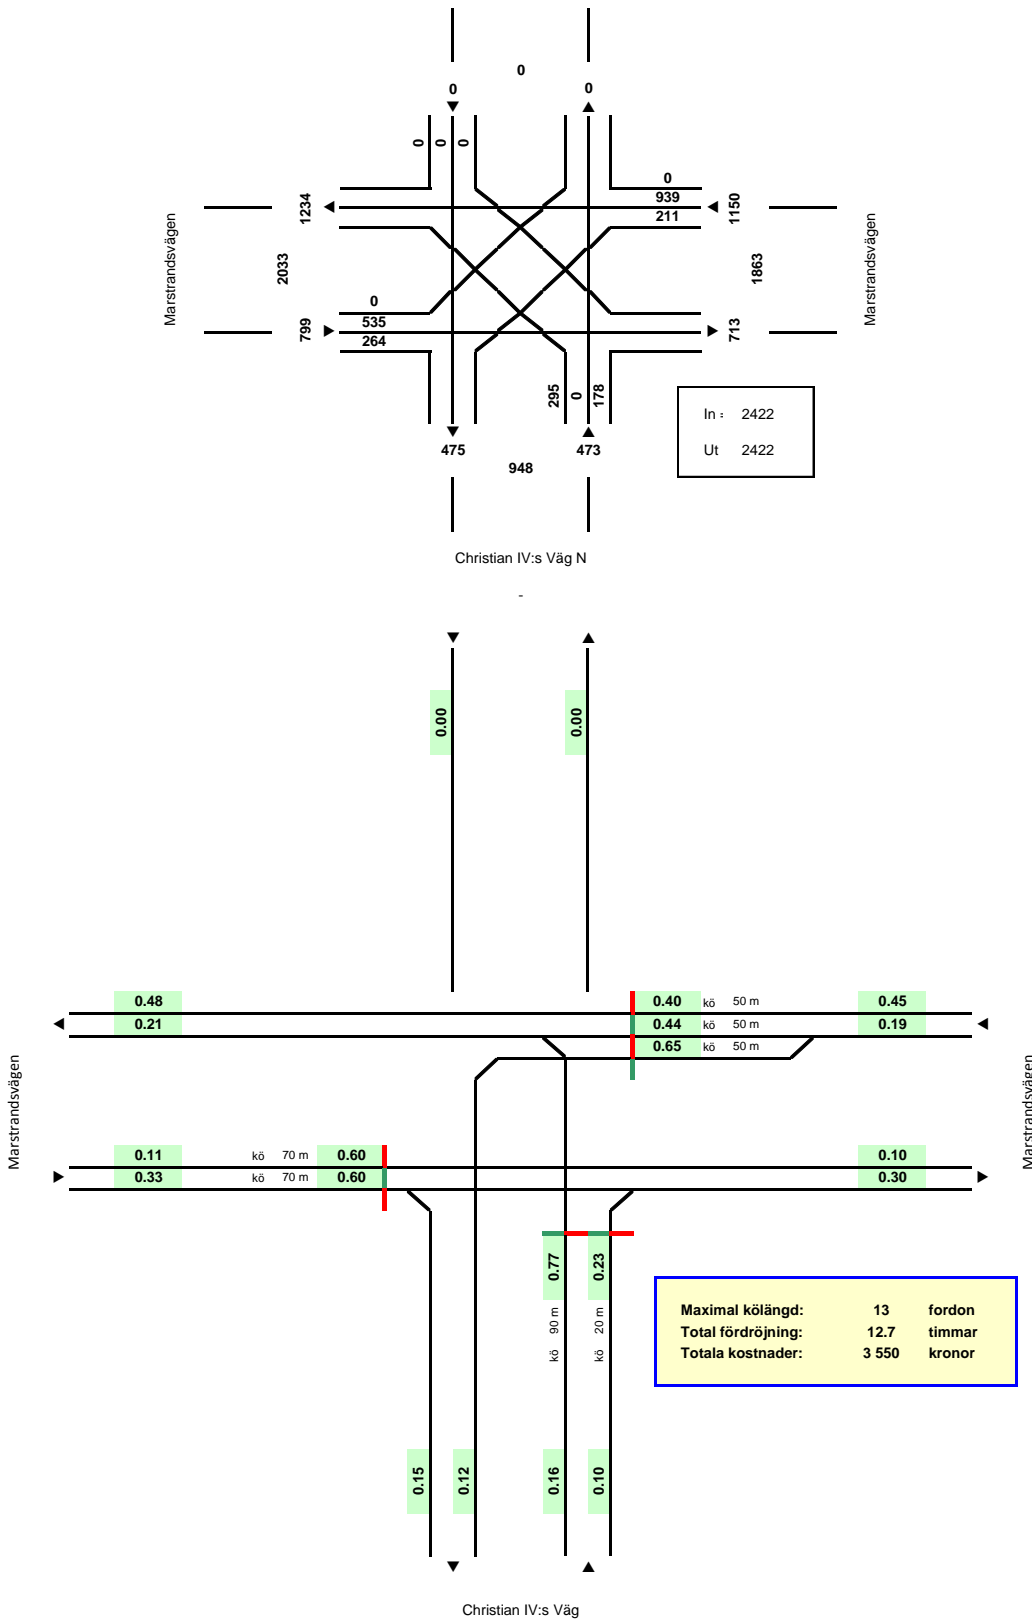 0
0 0
0 0 0
0
939
211
1234
1150
Marstrandsvägen
2033
1863
Marstrandsvägen
0
535
264
799
713
295 0 178
In : 2422
Ut 2422
475 473
948
Christian IV:s Väg N
-
0.00 0.00
0.48 0.40 kö 50 m 0.45
0.21 0.44 kö 50 m 0.19
0.65 kö 50 m
Marstrandsvägen
Marstrandsvägen
0.11 kö 70 m 0.60 0.10
0.33 kö 70 m 0.60 0.30
0.77 0.23
kö 90 m kö 20 m
Maximal kölängd: 13 fordon
Total fördröjning: 12.7 timmar
Totala kostnader: 3 550 kronor
0.15 0.12 0.16 0.10
Christian IV:s Väg